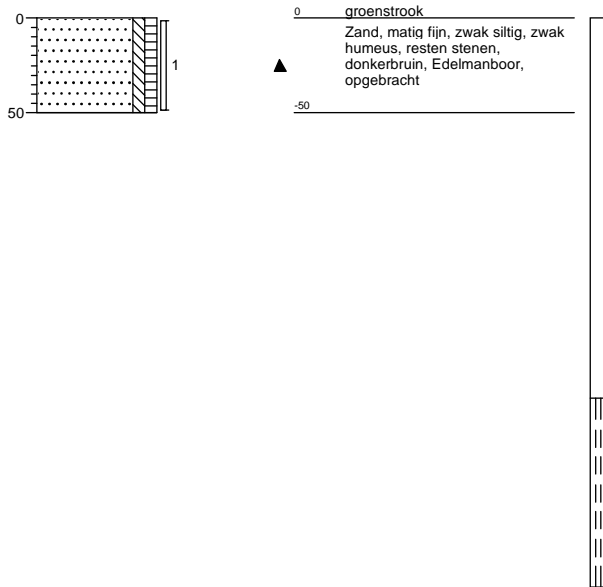 0
50
1
0
groenstrook
Zand, matig fijn, zwak siltig, zwak
humeus, resten stenen,
donkerbruin, Edelmanboor,
opgebracht
-50